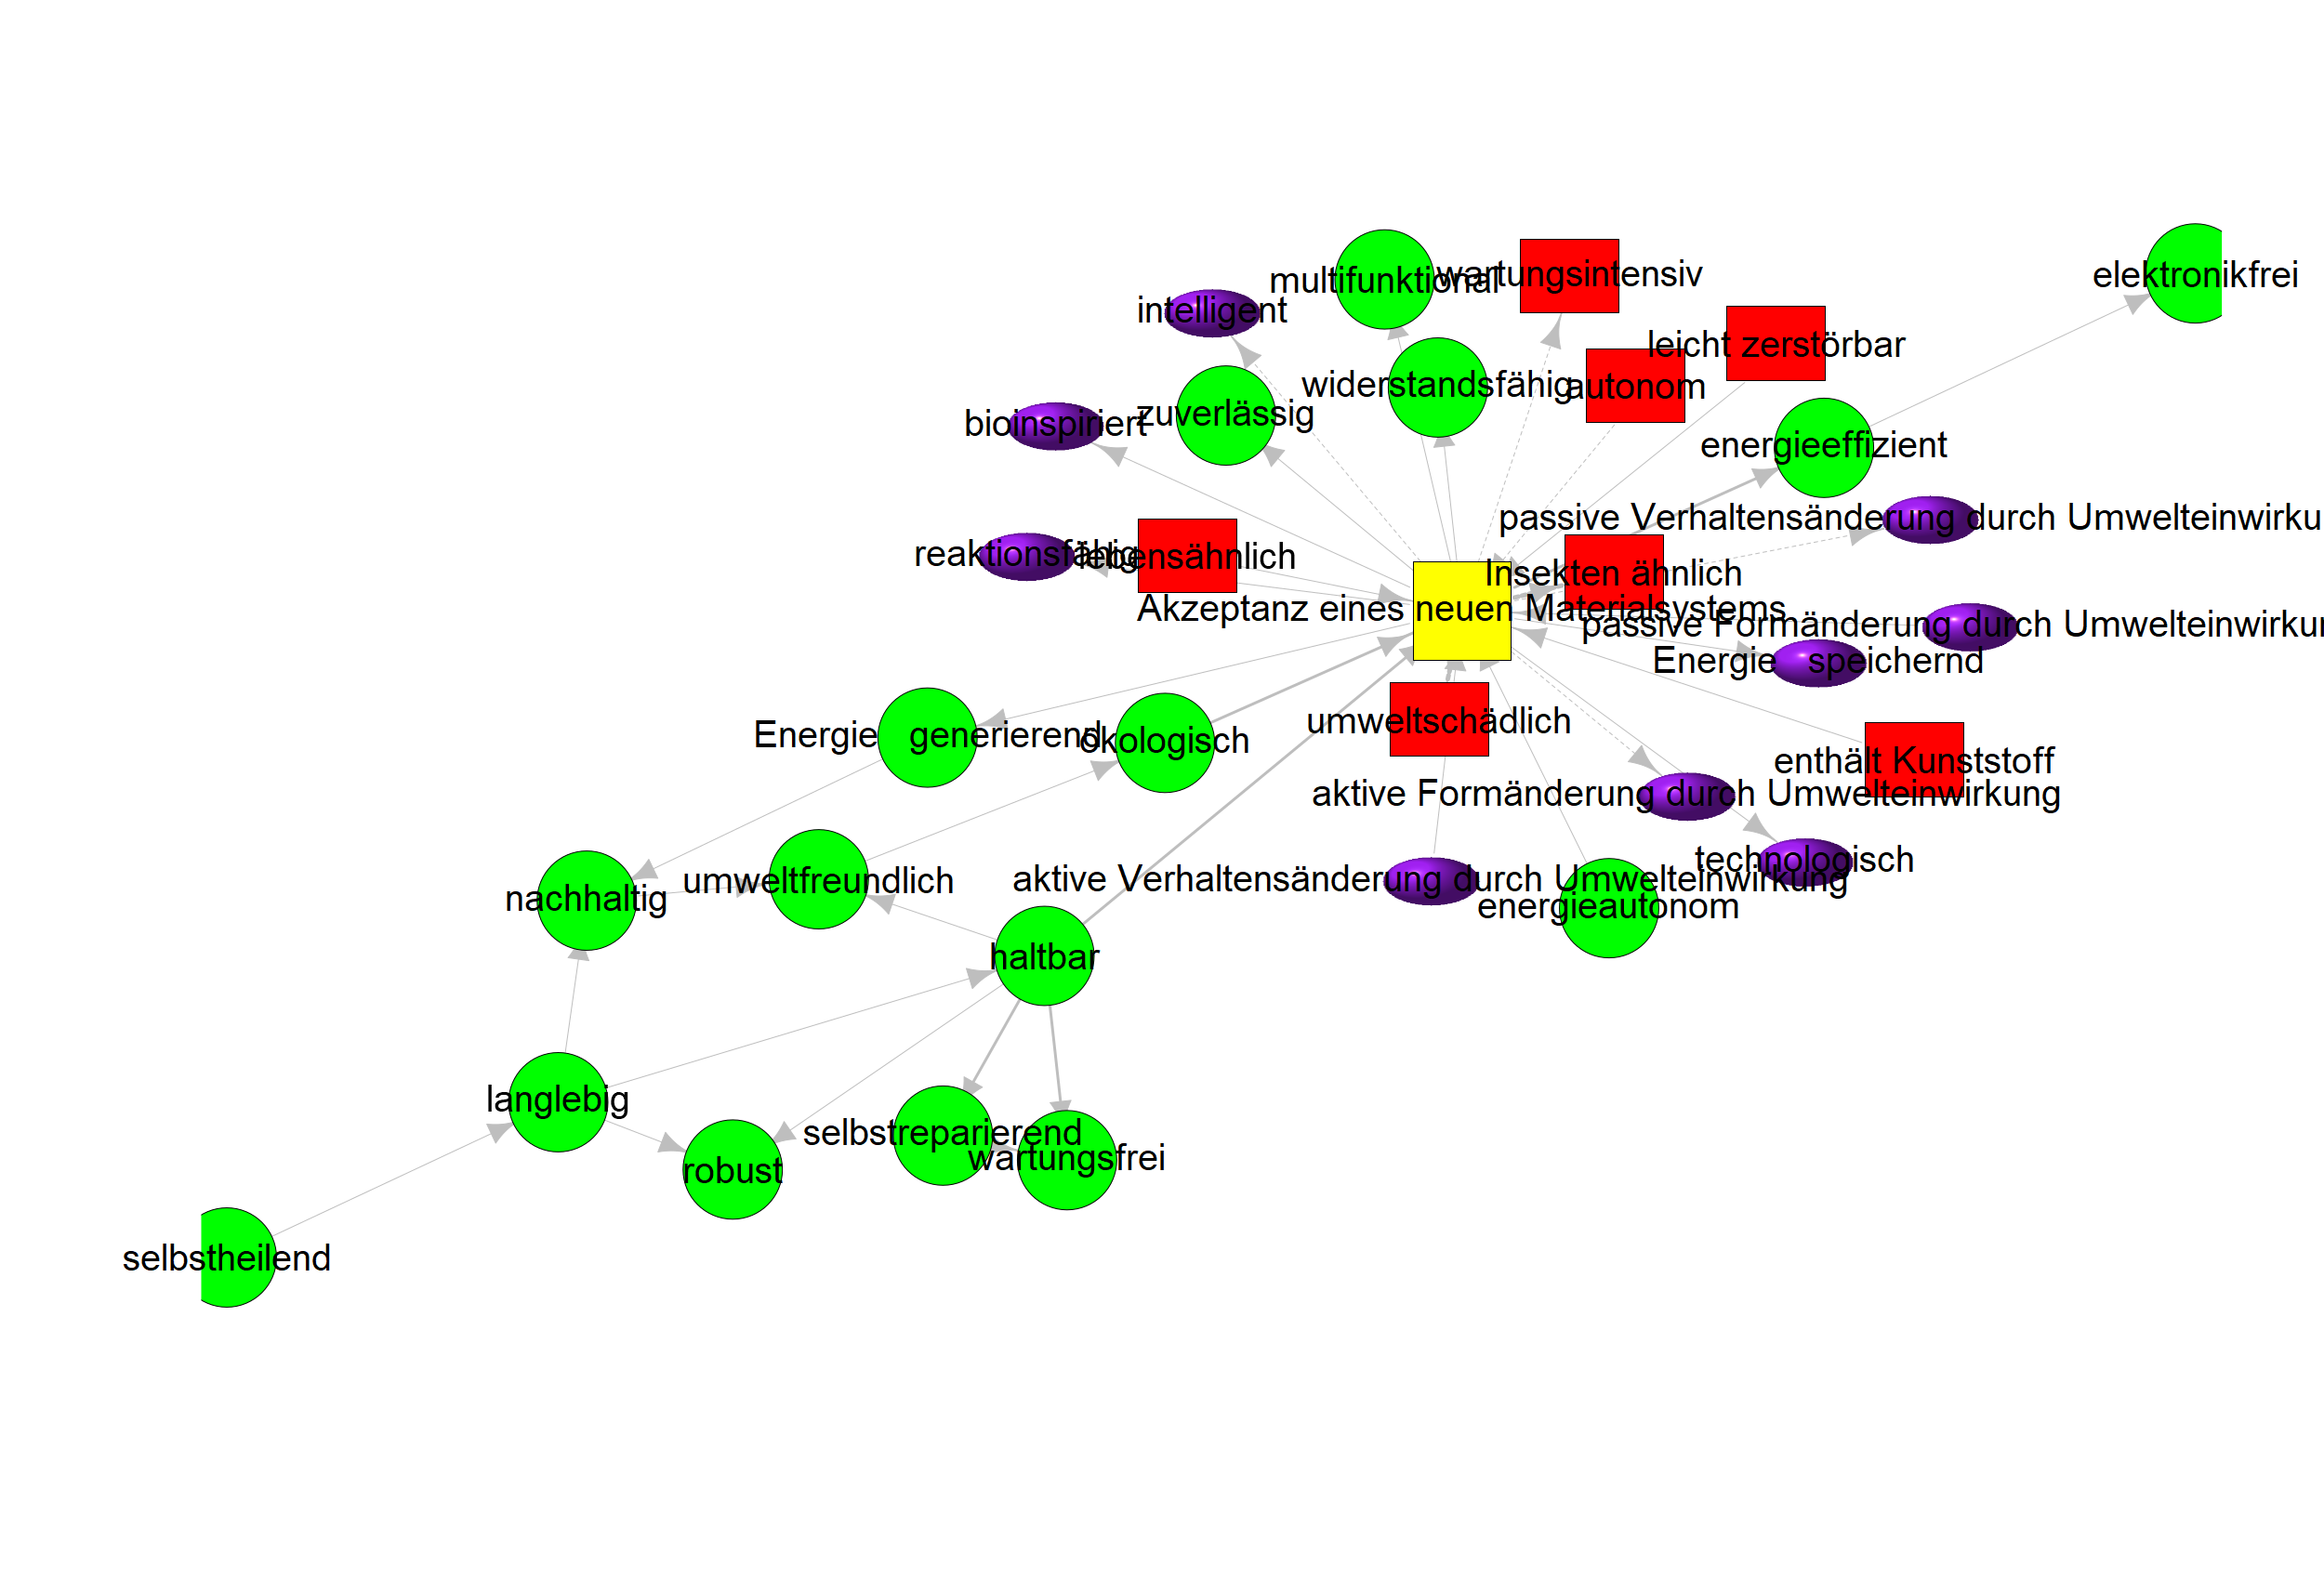 elektronikfrei
wartungsintensiv
multifunktional
intelligent
leicht zerstörbar
widerstandsfähig
autonom
zuverlässig
bioinspiriert
energieeffizient
passive Verhaltensänderung durch Umwelteinwirku
reaktionsfähig
lebensähnlich
Insekten ähnlich
Akzeptanz eines neuen Materialsystems
passive Formänderung durch Umwelteinwirkun
Energie speichernd
umweltschädlich
Energie generierend
ökologisch
enthält Kunststoff
aktive Formänderung durch Umwelteinwirkung
technologisch
umweltfreundlich
aktive Verhaltensänderung durch Umwelteinwirkung
nachhaltig
energieautonom
haltbar
langlebig
selbstreparierend
wartungsfrei
robust
selbstheilend